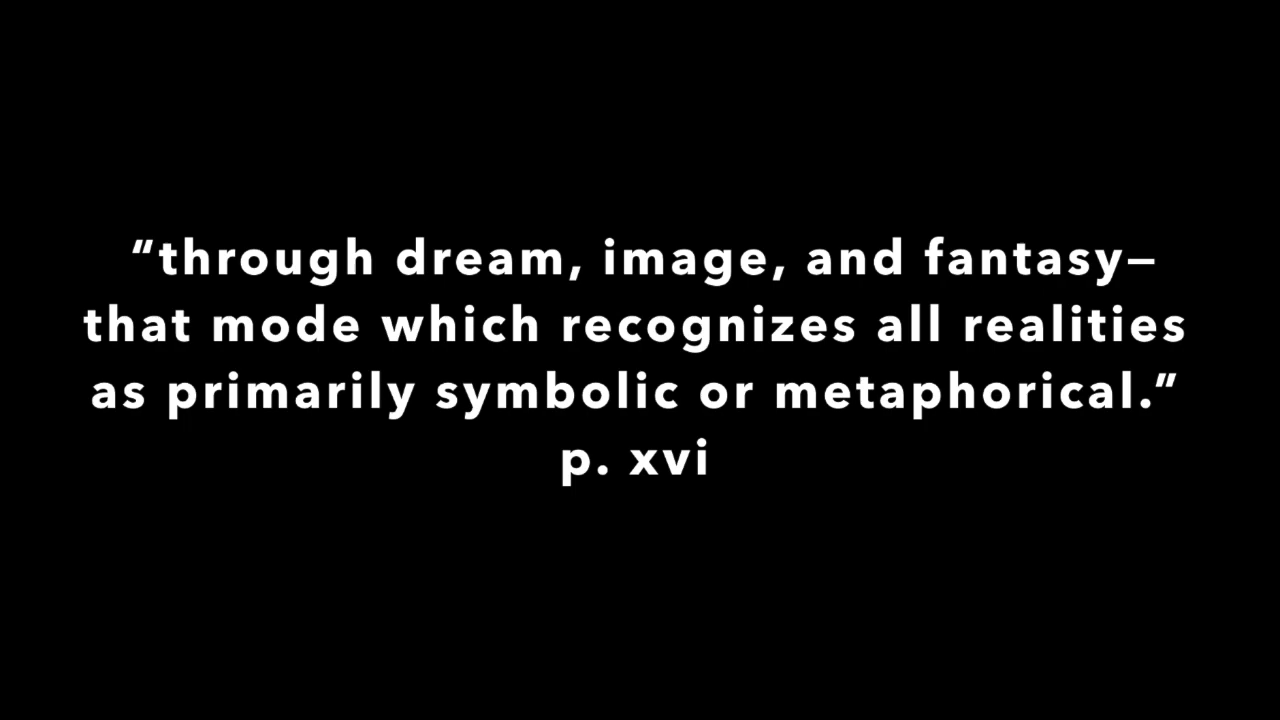 “through dream, image, and fantasy—
that mode which recognizes all realities
as primarily symbolic or metaphorical.”
p. xvi